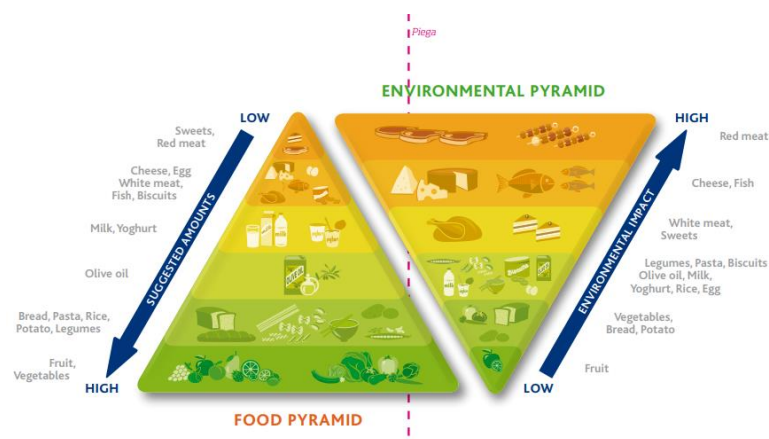 Piega
ENVIRONMENTAL PYRAMID
LOW
HIGH
Sweets,
Red meat
Cheese, Egg
White meat,
Fish, Biscuits
Milk, Yoghurt
Olive oil
Bread, Pasta, Rice,
Potato, Legumes
Fruit,
Vegetables
SUGGESTED AMOUNTS
HIGH
FOOD PYRAMID
Red meat
Cheese, Fish
White meat,
Sweets
Legumes, Pasta, Biscuits
Olive oil, Milk,
Yoghurt, Rice, Egg
Vegetables,
Bread, Potato
Fruit
ENVIRONMENTAL IMPACT
LOW